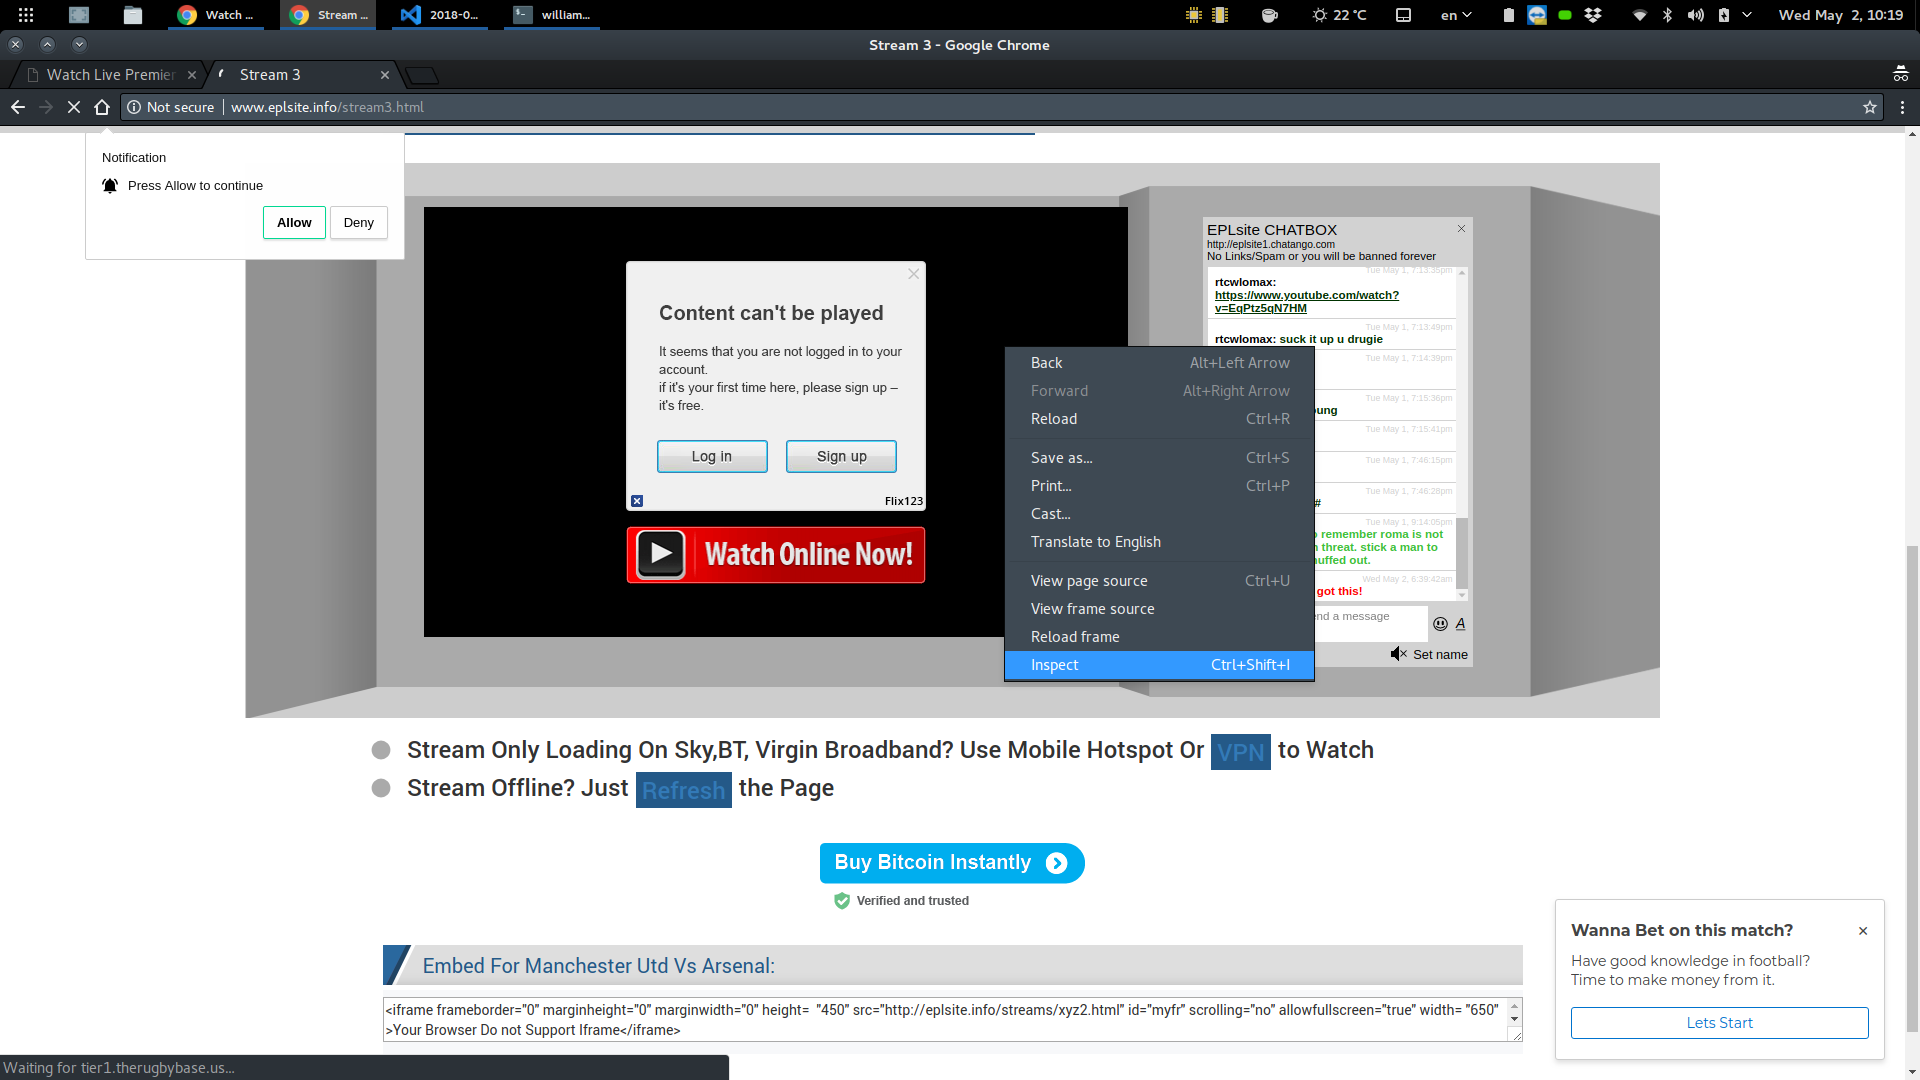 Watch ...
Stream ...
2018-0...
william...
22 °C
en
Wed May 2, 10:19
Stream 3 - Google Chrome
Watch Live Premier
Stream 3
Not secure
www.eplsite.info/stream3.html
Notification
Press Allow to continue
Allow
Deny
Content can't be played
It seems that you are not logged in to your
account.
if it's your first time here, please sign up –
it's free.
Log in
Sign up
Flix123
Watch Online Now!
EPLsite CHATBOX
http://eplsite1.chatango.com
No Links/Spam or you will be banned forever
Tue May 1, 7:13:35pm
rtcwlomax:
https://www.youtube.com/watch?
v=EqPtz5qN7HM
Tue May 1, 7:13:49pm
rtcwlomax: suck it up u drugie
Tue May 1, 7:14:39pm
Tue May 1, 7:15:36pm
ung
Tue May 1, 7:15:41pm
Tue May 1, 7:46:15pm
Tue May 1, 7:46:28pm
#
Tue May 1, 9:14:05pm
remember roma is not
threat. stick a man to
uffed out.
Wed May 2, 6:39:42am
got this!
nd a message
A
Set name
Back Alt+Left Arrow
Forward Alt+Right Arrow
Reload Ctrl+R
Save as... Ctrl+S
Print... Ctrl+P
Cast...
Translate to English
View page source Ctrl+U
View frame source
Reload frame
Inspect Ctrl+Shift+I
Stream Only Loading On Sky,BT, Virgin Broadband? Use Mobile Hotspot Or VPN to Watch
Stream Offline? Just Refresh the Page
Buy Bitcoin Instantly
Verified and trusted
Embed For Manchester Utd Vs Arsenal:
<iframe frameborder="0" marginheight="0" marginwidth="0" height= "450" src="http://eplsite.info/streams/xyz2.html" id="myfr" scrolling="no" allowfullscreen="true" width= "650"
>Your Browser Do not Support Iframe</iframe>
Wanna Bet on this match?
Have good knowledge in football?
Time to make money from it.
Lets Start
Waiting for tier1.therugbybase.us...